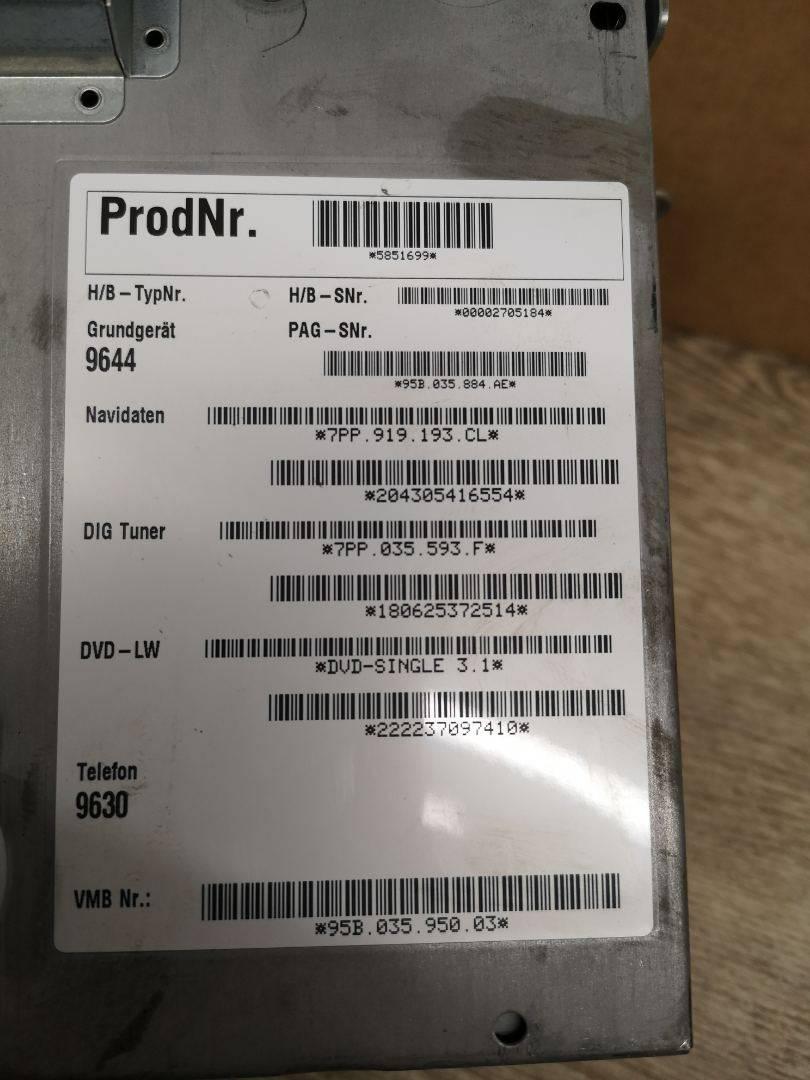 ProdNr.
*5851699*
H/B-TypNr.
H/B-SNr.
*00002705184*
Grundgerät
PAG-SNr.
9644
*95B.035.884.AE*
Navidaten
*7PP.919.193.CL*
*204305416554*
DIG Tuner
*7PP.035.593.F*
*180625372514*
DVD-LW
*DVD-SINGLE 3.1*
*222237097410*
Telefon
9630
VMB Nr.:
*95B.035.950.03*